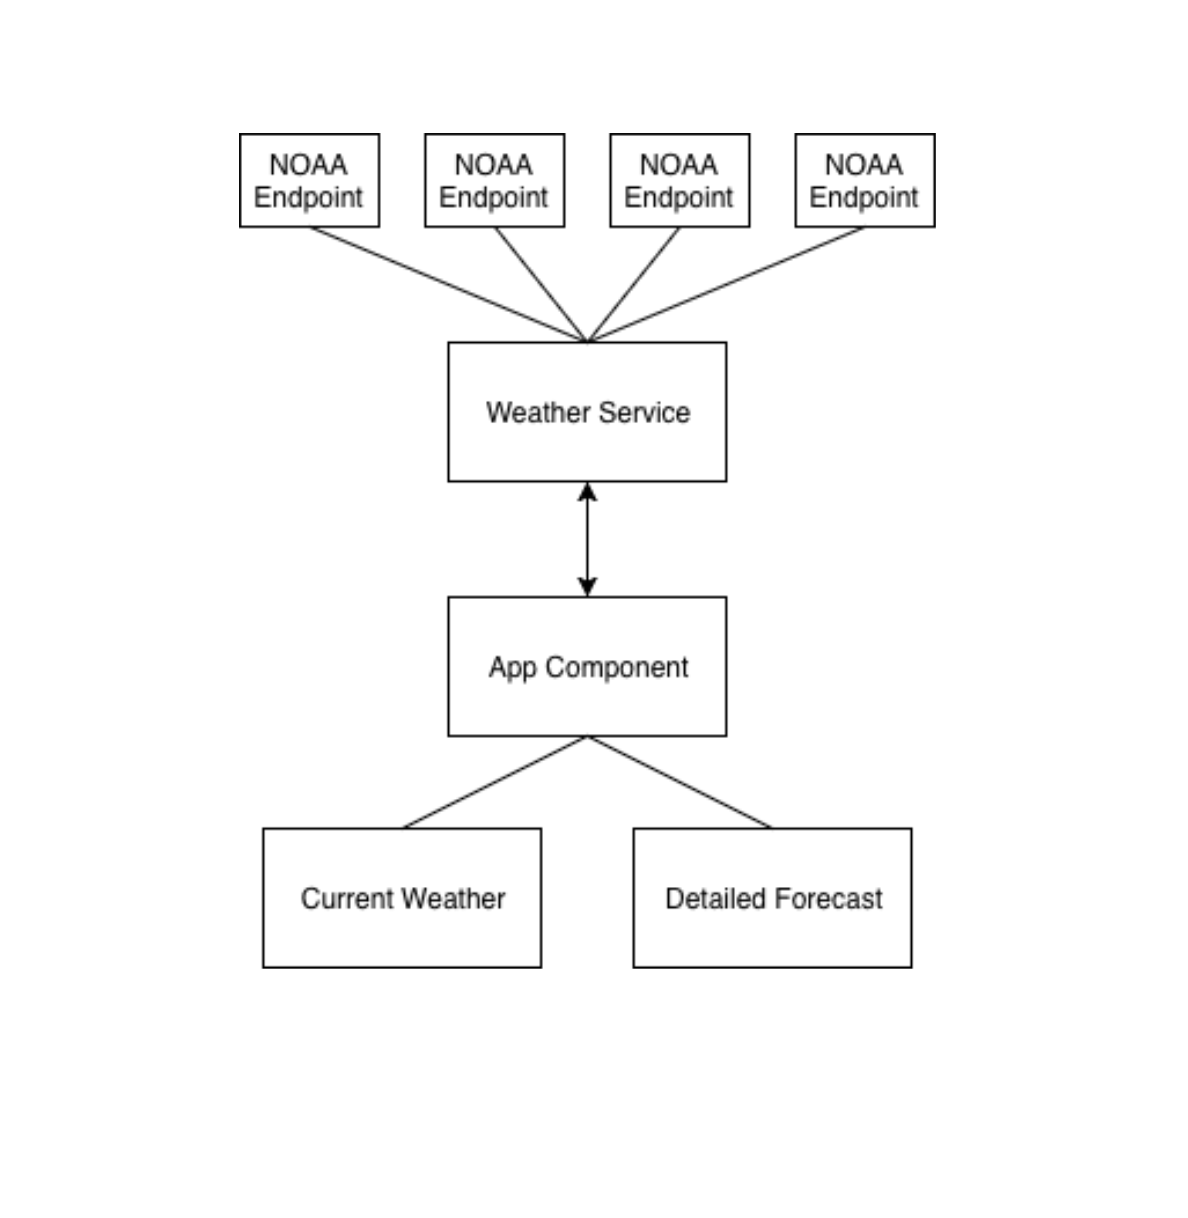 NOAA
Endpoint
NOAA
Endpoint
NOAA
Endpoint
NOAA
Endpoint
Weather Service
App Component
Current Weather
Detailed Forecast